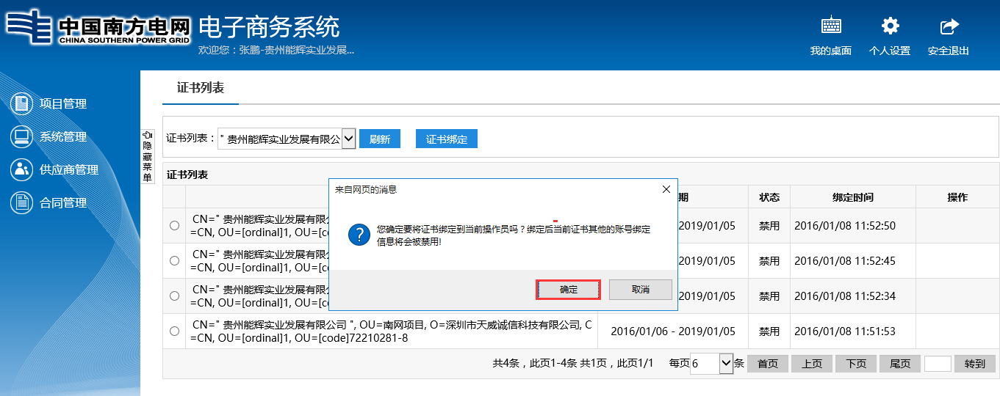 中国南方电网
CHINA SOUTHERN POWER GRID
电子商务系统
欢迎您：张鹏-贵州能辉实业发展...
我的桌面
个人设置
安全退出
项目管理
系统管理
供应商管理
合同管理
隐藏菜单
证书列表
证书列表：
" 贵州能辉实业发展有限公
刷新
证书绑定
证书列表
期
状态
绑定时间
操作
CN=" 贵州能辉实业发展有限公
=CN, OU=[ordinal]1, OU=[co
- 2019/01/05
禁用
2016/01/08 11:52:50
CN=" 贵州能辉实业发展有限公
=CN, OU=[ordinal]1, OU=[co
- 2019/01/05
禁用
2016/01/08 11:52:45
CN=" 贵州能辉实业发展有限公
=CN, OU=[ordinal]1, OU=[co
- 2019/01/05
禁用
2016/01/08 11:52:34
CN=" 贵州能辉实业发展有限公司 ", OU=南网项目, O=深圳市天威诚信科技有限公司, C
=CN, OU=[ordinal]1, OU=[code]72210281-8
2016/01/06 - 2019/01/05
禁用
2016/01/08 11:51:53
来自网页的消息
您确定要将证书绑定到当前操作员吗？绑定后当前证书其他的账号绑定
信息将会被禁用!
确定
取消
共4条，此页1-4条 共1页，此页1/1
每页
6
条
首页
上页
下页
尾页
转到